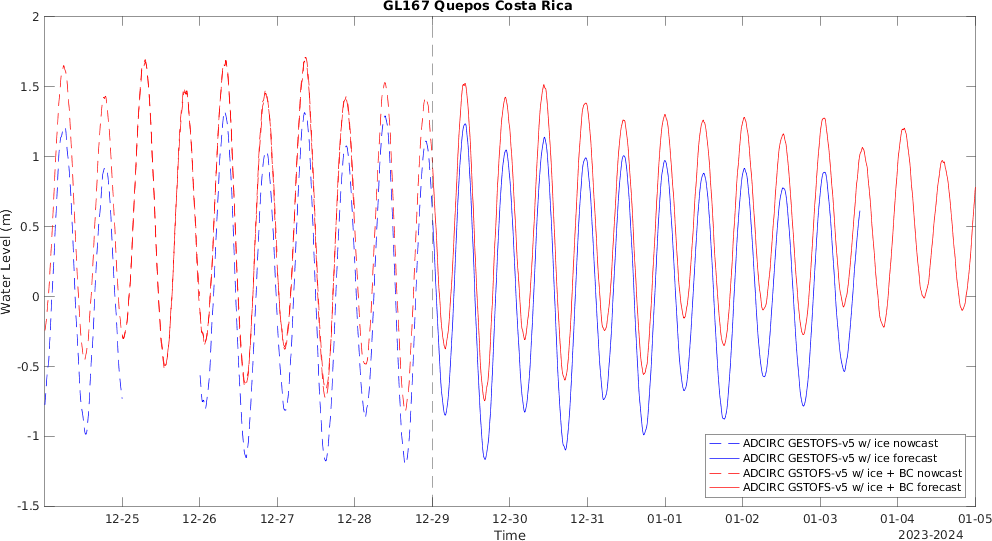 GL167 Quepos Costa Rica
2
1.5
1
0.5
0
-0.5
-1
-1.5
Water Level (m)
12-25 12-26 12-27 12-28 12-29 12-30 12-31 01-01 01-02 01-03 01-04 01-05
Time
2023-2024
ADCIRC GESTOFS-v5 w/ ice nowcast
ADCIRC GESTOFS-v5 w/ ice forecast
ADCIRC GSTOFS-v5 w/ ice + BC nowcast
ADCIRC GSTOFS-v5 w/ ice + BC forecast